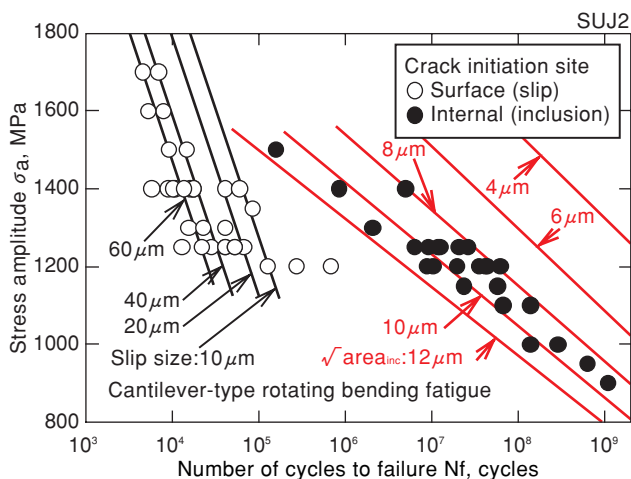 SUJ2
1800
1600
1400
1200
1000
800
Stress amplitude σa, MPa
Crack initiation site
Surface (slip)
Internal (inclusion)
8μm
4μm
6μm
60μm
40μm
20μm
Slip size:10μm
10μm
√areainc:12μm
Cantilever-type rotating bending fatigue
10³ 10⁴ 10⁵ 10⁶ 10⁷ 10⁸ 10⁹
Number of cycles to failure Nf, cycles